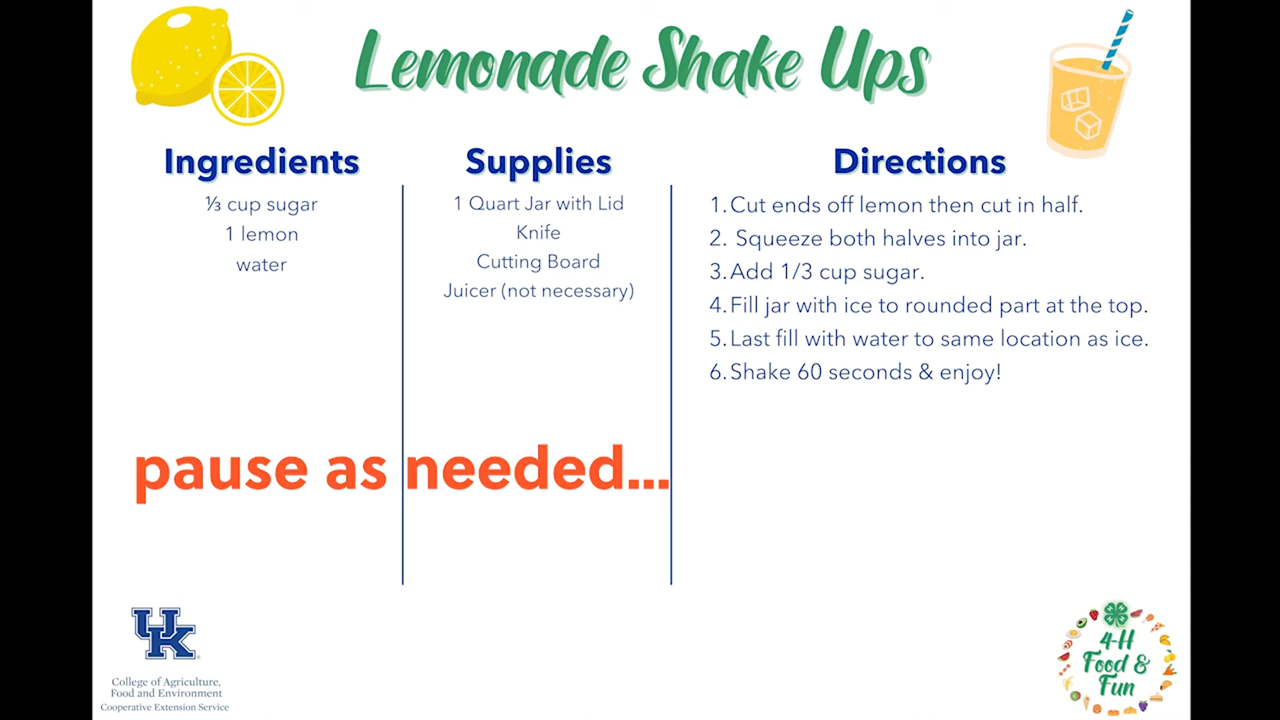 Lemonade Shake Ups
Ingredients
⅓ cup sugar
1 lemon
water
Supplies
1 Quart Jar with Lid
Knife
Cutting Board
Juicer (not necessary)
Directions
1. Cut ends off lemon then cut in half.
2. Squeeze both halves into jar.
3. Add 1/3 cup sugar.
4. Fill jar with ice to rounded part at the top.
5. Last fill with water to same location as ice.
6. Shake 60 seconds & enjoy!
pause as needed...
UK
College of Agriculture,
Food and Environment
Cooperative Extension Service
4-H
Food &
Fun